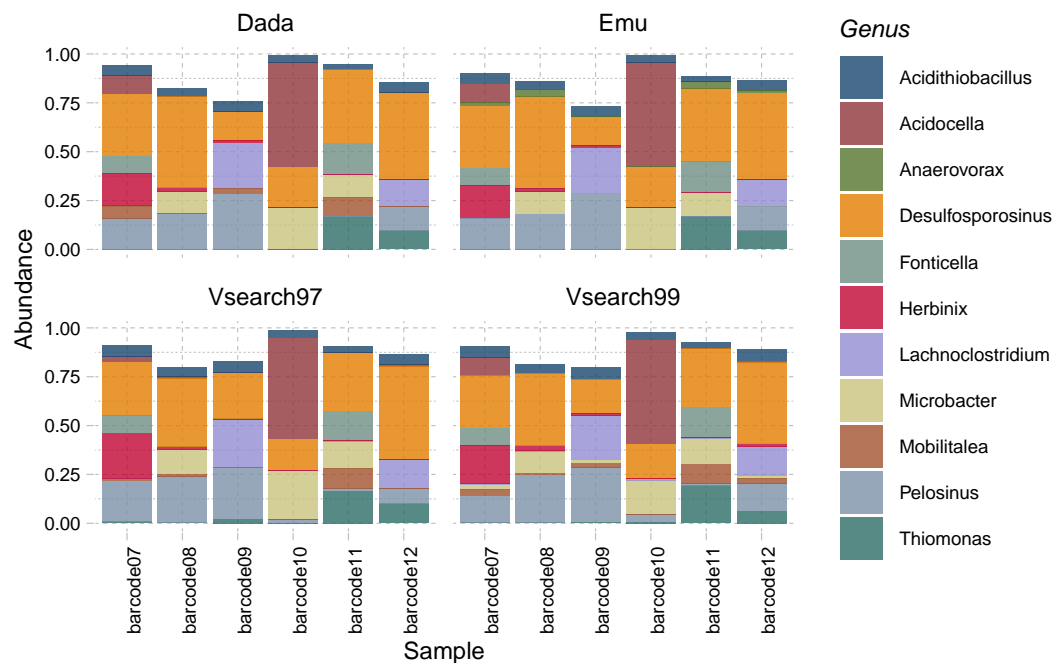 Dada
Emu
Genus
1.00
0.75
0.50
0.25
0.00
Vsearch97
Vsearch99
1.00
0.75
0.50
0.25
0.00
Abundance
barcode07
barcode08
barcode09
barcode10
barcode11
barcode12
barcode07
barcode08
barcode09
barcode10
barcode11
barcode12
Sample
Acidithiobacillus
Acidocella
Anaerovorax
Desulfosporosinus
Fonticella
Herbinix
Lachnoclostridium
Microbacter
Mobilitalea
Pelosinus
Thiomonas